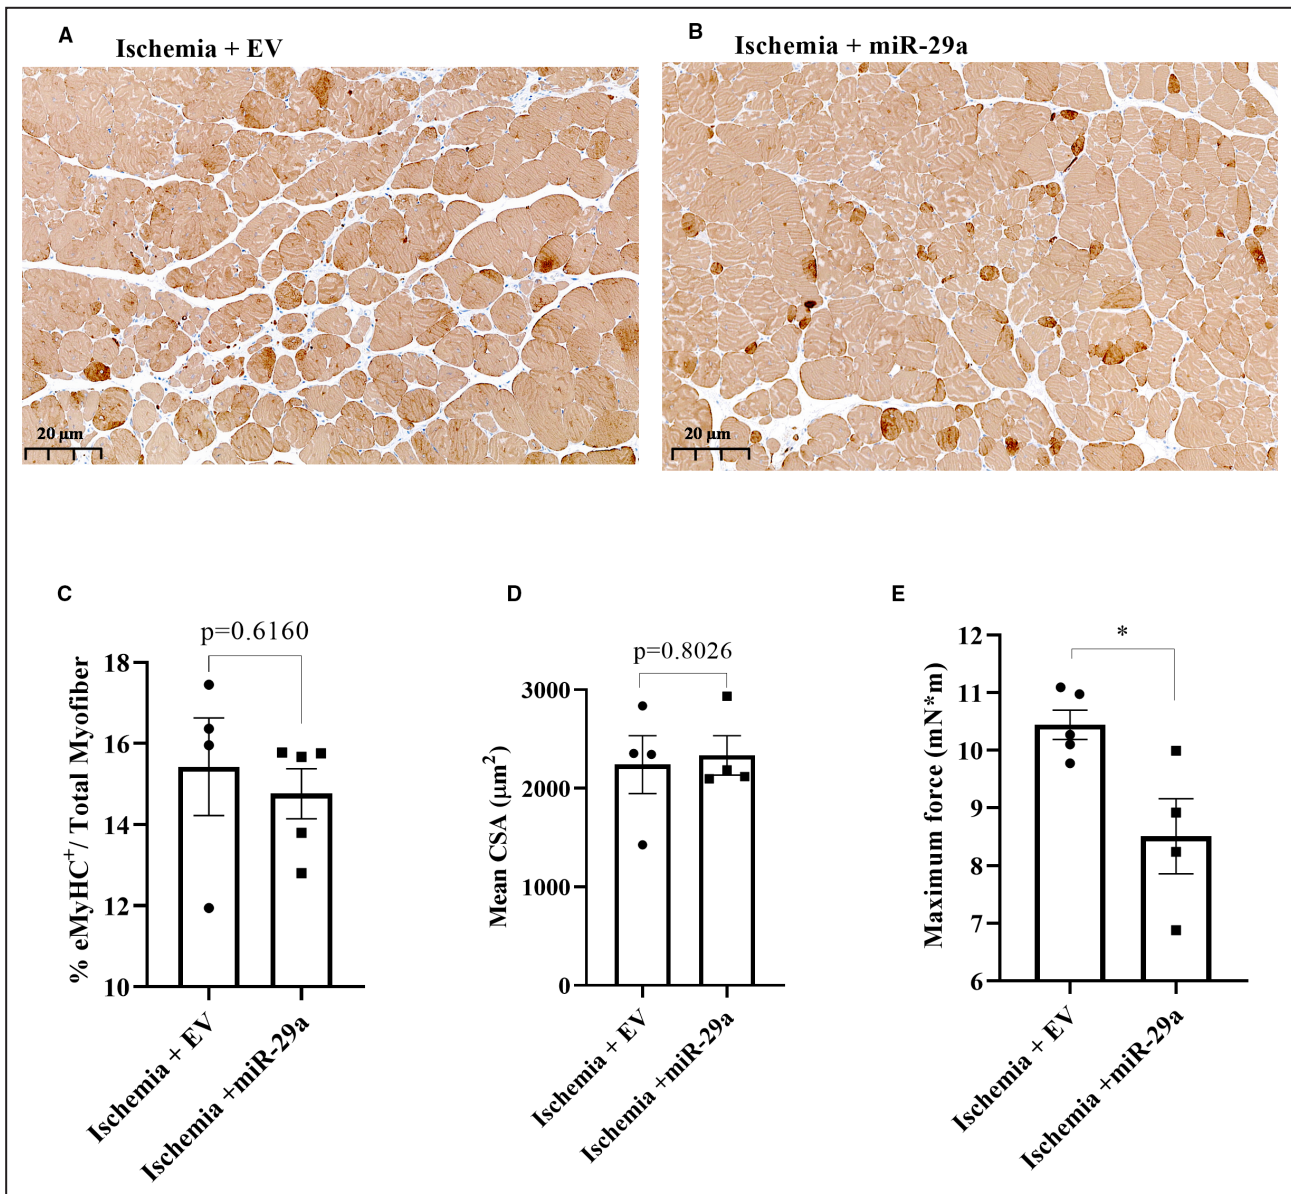 A
Ischemia + EV
B
Ischemia + miR-29a
20 μm
20 μm
C
p=0.6160
% eMyHC⁺/ Total Myofiber
18
16
14
12
10
Ischemia + EV
Ischemia +miR-29a
D
p=0.8026
Mean CSA (μm²)
3000
2000
1000
0
Ischemia + EV
Ischemia +miR-29a
E
*
Maximum force (mN*m)
12
11
10
9
8
7
6
Ischemia + EV
Ischemia +miR-29a